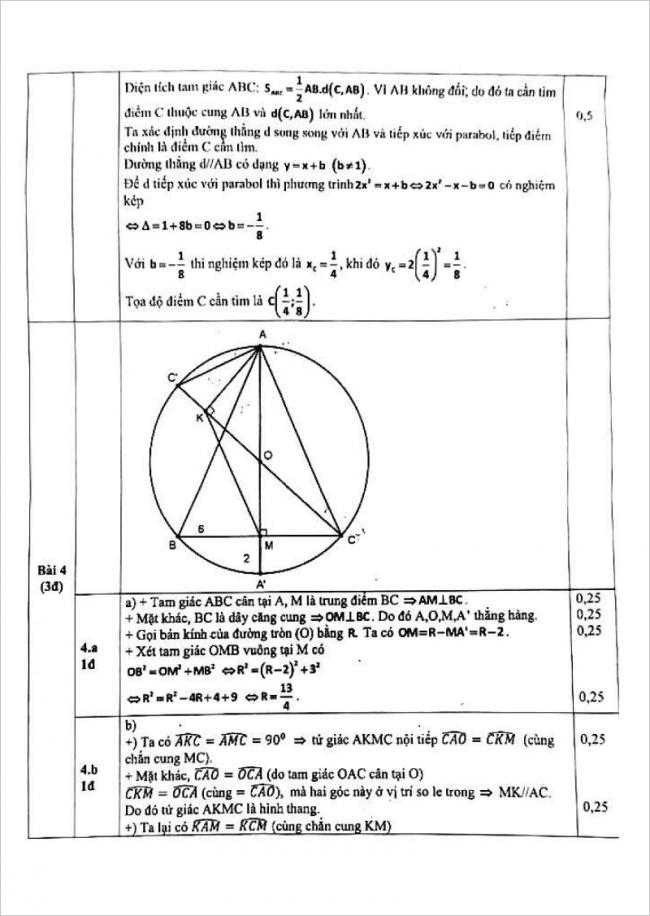 Diện tích tam giác ABC: S_ABC = 1/2 AB.d(C,AB). Vì AB không đổi; do đó ta cần tìm
điểm C thuộc cung AB và d(C,AB) lớn nhất.
0,5
Ta xác định đường thẳng d song song với AB và tiếp xúc với parabol, tiếp điểm
chính là điểm C cần tìm.
Đường thẳng d//AB có dạng y = x + b (b ≠ 1).
Để d tiếp xúc với parabol thì phương trình 2x² = x + b ⇔ 2x² - x - b = 0 có nghiệm
kép
⇔ Δ = 1 + 8b = 0 ⇔ b = -1/8.
Với b = -1/8 thì nghiệm kép đó là x_C = 1/4, khi đó y_C = 2(1/4)² = 1/8.
Tọa độ điểm C cần tìm là C(1/4; 1/8).
Bài 4
(3đ)
A
C'
K
O
B
6
M
C
2
A'
4.a
1đ
a) + Tam giác ABC cân tại A, M là trung điểm BC ⇒ AM ⊥ BC. 0,25
+ Mặt khác, BC là dây căng cung ⇒ OM ⊥ BC. Do đó A,O,M,A' thẳng hàng. 0,25
+ Gọi bán kính của đường tròn (O) bằng R. Ta có OM = R - MA' = R - 2. 0,25
+ Xét tam giác OMB vuông tại M có
OB² = OM² + MB² ⇔ R² = (R - 2)² + 3²
⇔ R² = R² - 4R + 4 + 9 ⇔ R = 13/4. 0,25
4.b
1đ
b)
+) Ta có AKC = AMC = 90⁰ ⇒ tứ giác AKMC nội tiếp CAO = CKM (cùng 0,25
chắn cung MC).
+ Mặt khác, CAO = OCA (do tam giác OAC cân tại O)
CKM = OCA (cùng = CAO), mà hai góc này ở vị trí so le trong ⇒ MK//AC.
Do đó tứ giác AKMC là hình thang. 0,25
+) Ta lại có KAM = KCM (cùng chắn cung KM)